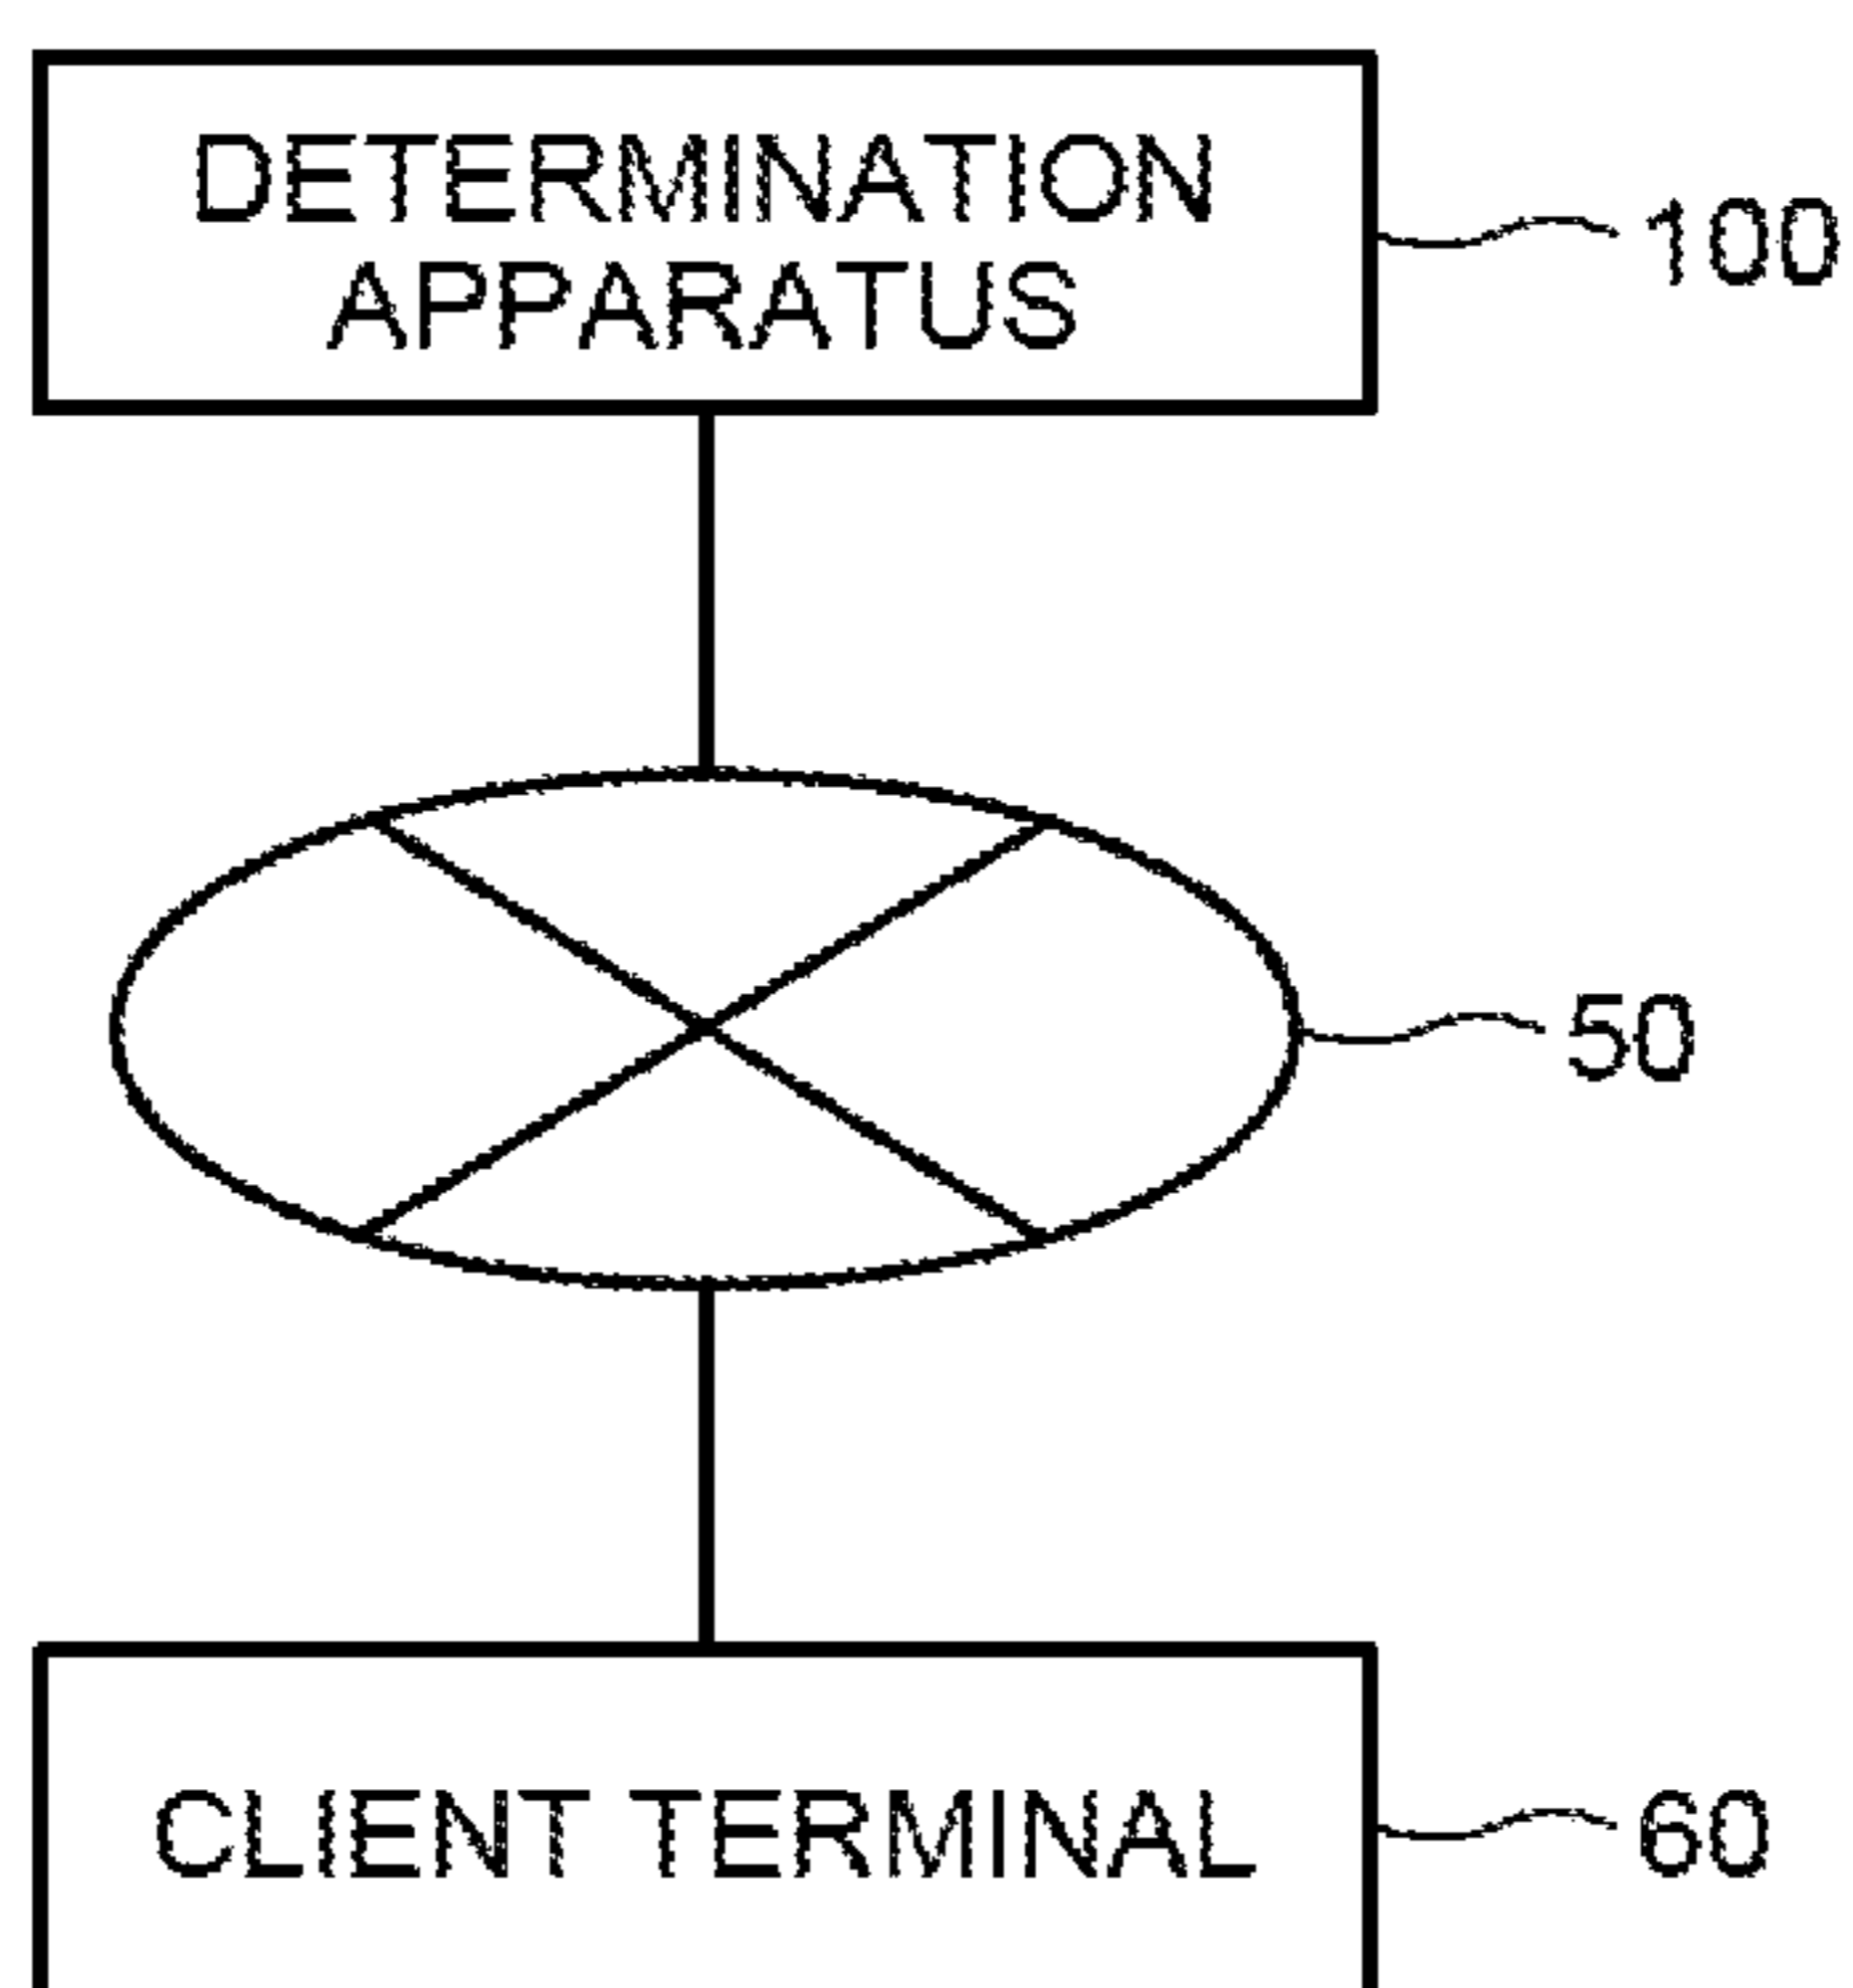 DETERMINATION
APPARATUS
100
50
CLIENT TERMINAL
60